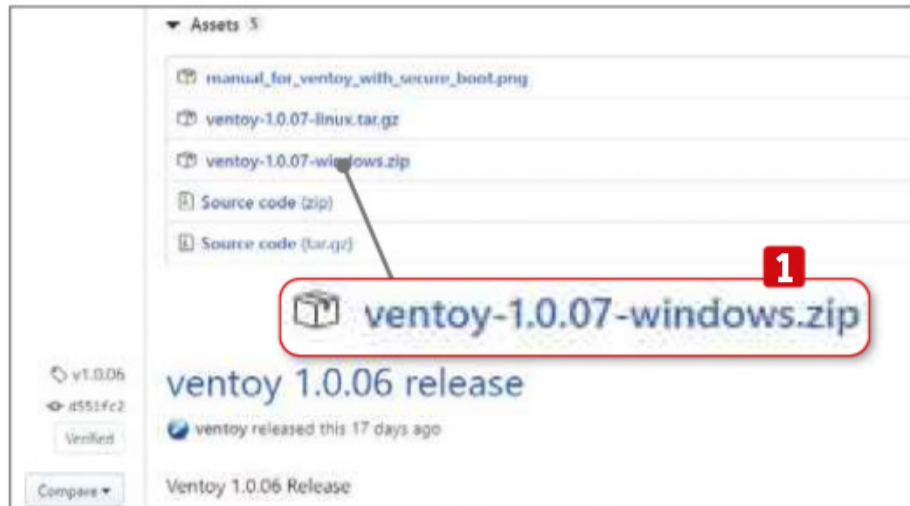 Assets 5
manual_for_ventoy_with_secure_boot.png
ventoy-1.0.07-linux.tar.gz
ventoy-1.0.07-windows.zip
Source code (zip)
Source code (tar.gz)
1
ventoy-1.0.07-windows.zip
v1.0.06
ventoy 1.0.06 release
d551fc2
ventoy released this 17 days ago
Verified
Compare
Ventoy 1.0.06 Release